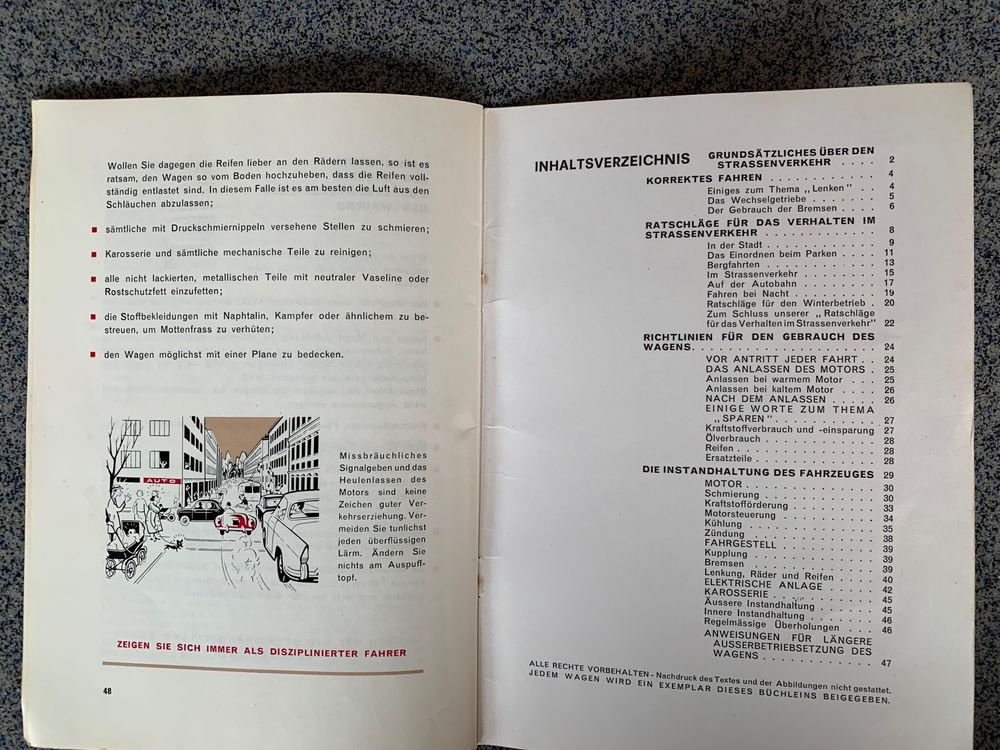 Wollen Sie dagegen die Reifen lieber an den Rädern lassen, so ist es
ratsam, den Wagen so vom Boden hochzuheben, dass die Reifen voll-
ständig entlastet sind. In diesem Falle ist es am besten die Luft aus den
Schläuchen abzulassen;
sämtliche mit Druckschmiernippeln versehene Stellen zu schmieren;
Karosserie und sämtliche mechanische Teile zu reinigen;
alle nicht lackierten, metallischen Teile mit neutraler Vaseline oder
Rostschutzfett einzufetten;
die Stoffbekleidungen mit Naphtalin, Kampfer oder ähnlichem zu be-
streuen, um Mottenfrass zu verhüten;
den Wagen möglichst mit einer Plane zu bedecken.
AUTO
Missbräuchliches
Signalgeben und das
Heulenlassen des
Motors sind keine
Zeichen guter Ver-
kehrserziehung. Ver-
meiden Sie tunlichst
jeden überflüssigen
Lärm. Ändern Sie
nichts am Auspuff-
topf.
ZEIGEN SIE SICH IMMER ALS DISZIPLINIERTER FAHRER
48
INHALTSVERZEICHNIS
GRUNDSÄTZLICHES ÜBER DEN
STRASSENVERKEHR . . . . 2
KORREKTES FAHREN . . . . . . . . . . . 4
Einiges zum Thema „Lenken" . . 4
Das Wechselgetriebe . . . . . . . 5
Der Gebrauch der Bremsen . . . . 6
RATSCHLÄGE FÜR DAS VERHALTEN IM
STRASSENVERKEHR . . . . . . . . . . . 8
In der Stadt . . . . . . . . . . . . 9
Das Einordnen beim Parken . . . . 11
Bergfahrten . . . . . . . . . . . . 13
Im Strassenverkehr . . . . . . . . 15
Auf der Autobahn . . . . . . . . 17
Fahren bei Nacht . . . . . . . . . 19
Ratschläge für den Winterbetrieb . 20
Zum Schluss unserer „Ratschläge
für das Verhalten im Strassenverkehr" 22
RICHTLINIEN FÜR DEN GEBRAUCH DES
WAGENS. . . . . . . . . . . . . . . . . . 24
VOR ANTRITT JEDER FAHRT . . 24
DAS ANLASSEN DES MOTORS . 25
Anlassen bei warmem Motor . . . 25
Anlassen bei kaltem Motor . . . . 26
NACH DEM ANLASSEN . . . . . 26
EINIGE WORTE ZUM THEMA
„SPAREN" . . . . . . . . . . . . 27
Kraftstoffverbrauch und -einsparung 27
Ölverbrauch . . . . . . . . . . . . 28
Reifen . . . . . . . . . . . . . . . 28
Ersatzteile . . . . . . . . . . . . . 28
DIE INSTANDHALTUNG DES FAHRZEUGES 29
MOTOR . . . . . . . . . . . . . . . 30
Schmierung . . . . . . . . . . . . 30
Kraftstofförderung . . . . . . . . . 33
Motorsteuerung . . . . . . . . . . 34
Kühlung . . . . . . . . . . . . . . 35
Zündung . . . . . . . . . . . . . . 38
FAHRGESTELL . . . . . . . . . . . 39
Kupplung . . . . . . . . . . . . . 39
Bremsen . . . . . . . . . . . . . . 39
Lenkung, Räder und Reifen . . . . 40
ELEKTRISCHE ANLAGE . . . . . 42
KAROSSERIE . . . . . . . . . . . . 45
Äussere Instandhaltung . . . . . . 45
Innere Instandhaltung . . . . . . . 46
Regelmässige Überholungen . . . 46
ANWEISUNGEN FÜR LÄNGERE
AUSSERBETRIEBSETZUNG DES
WAGENS . . . . . . . . . . . . . 47
ALLE RECHTE VORBEHALTEN - Nachdruck des Textes und der Abbildungen nicht gestattet.
JEDEM WAGEN WIRD EIN EXEMPLAR DIESES BÜCHLEINS BEIGEGEBEN.